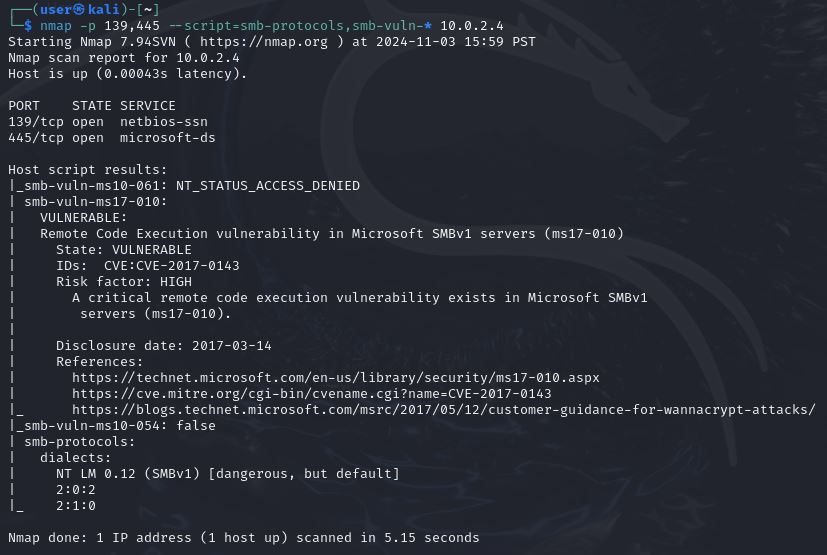 ┌──(user㉿kali)-[~]
└─$ nmap -p 139,445 --script=smb-protocols,smb-vuln-* 10.0.2.4
Starting Nmap 7.94SVN ( https://nmap.org ) at 2024-11-03 15:59 PST
Nmap scan report for 10.0.2.4
Host is up (0.00043s latency).

PORT    STATE SERVICE
139/tcp open  netbios-ssn
445/tcp open  microsoft-ds

Host script results:
|_smb-vuln-ms10-061: NT_STATUS_ACCESS_DENIED
| smb-vuln-ms17-010:
|   VULNERABLE:
|   Remote Code Execution vulnerability in Microsoft SMBv1 servers (ms17-010)
|     State: VULNERABLE
|     IDs:  CVE:CVE-2017-0143
|     Risk factor: HIGH
|       A critical remote code execution vulnerability exists in Microsoft SMBv1
|        servers (ms17-010).
|
|     Disclosure date: 2017-03-14
|     References:
|       https://technet.microsoft.com/en-us/library/security/ms17-010.aspx
|       https://cve.mitre.org/cgi-bin/cvename.cgi?name=CVE-2017-0143
|_      https://blogs.technet.microsoft.com/msrc/2017/05/12/customer-guidance-for-wannacrypt-attacks/
|_smb-vuln-ms10-054: false
| smb-protocols:
|   dialects:
|     NT LM 0.12 (SMBv1) [dangerous, but default]
|     2:0:2
|_    2:1:0

Nmap done: 1 IP address (1 host up) scanned in 5.15 seconds